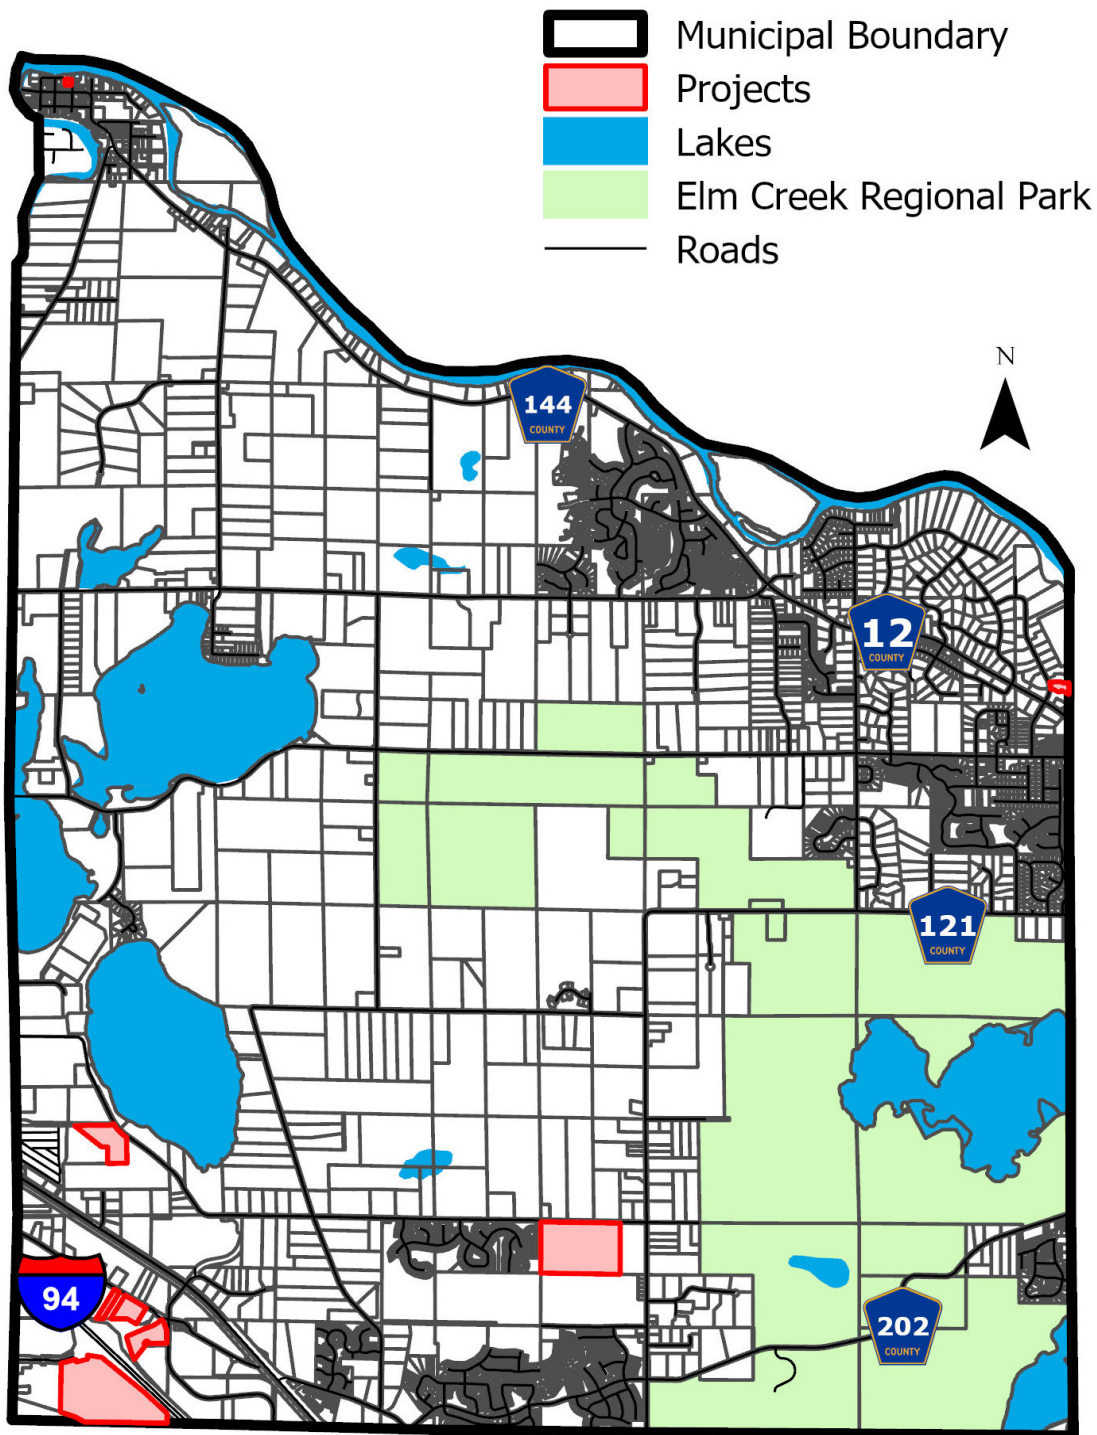 Municipal Boundary
Projects
Lakes
Elm Creek Regional Park
Roads
N
144
COUNTY
12
COUNTY
121
COUNTY
94
202
COUNTY